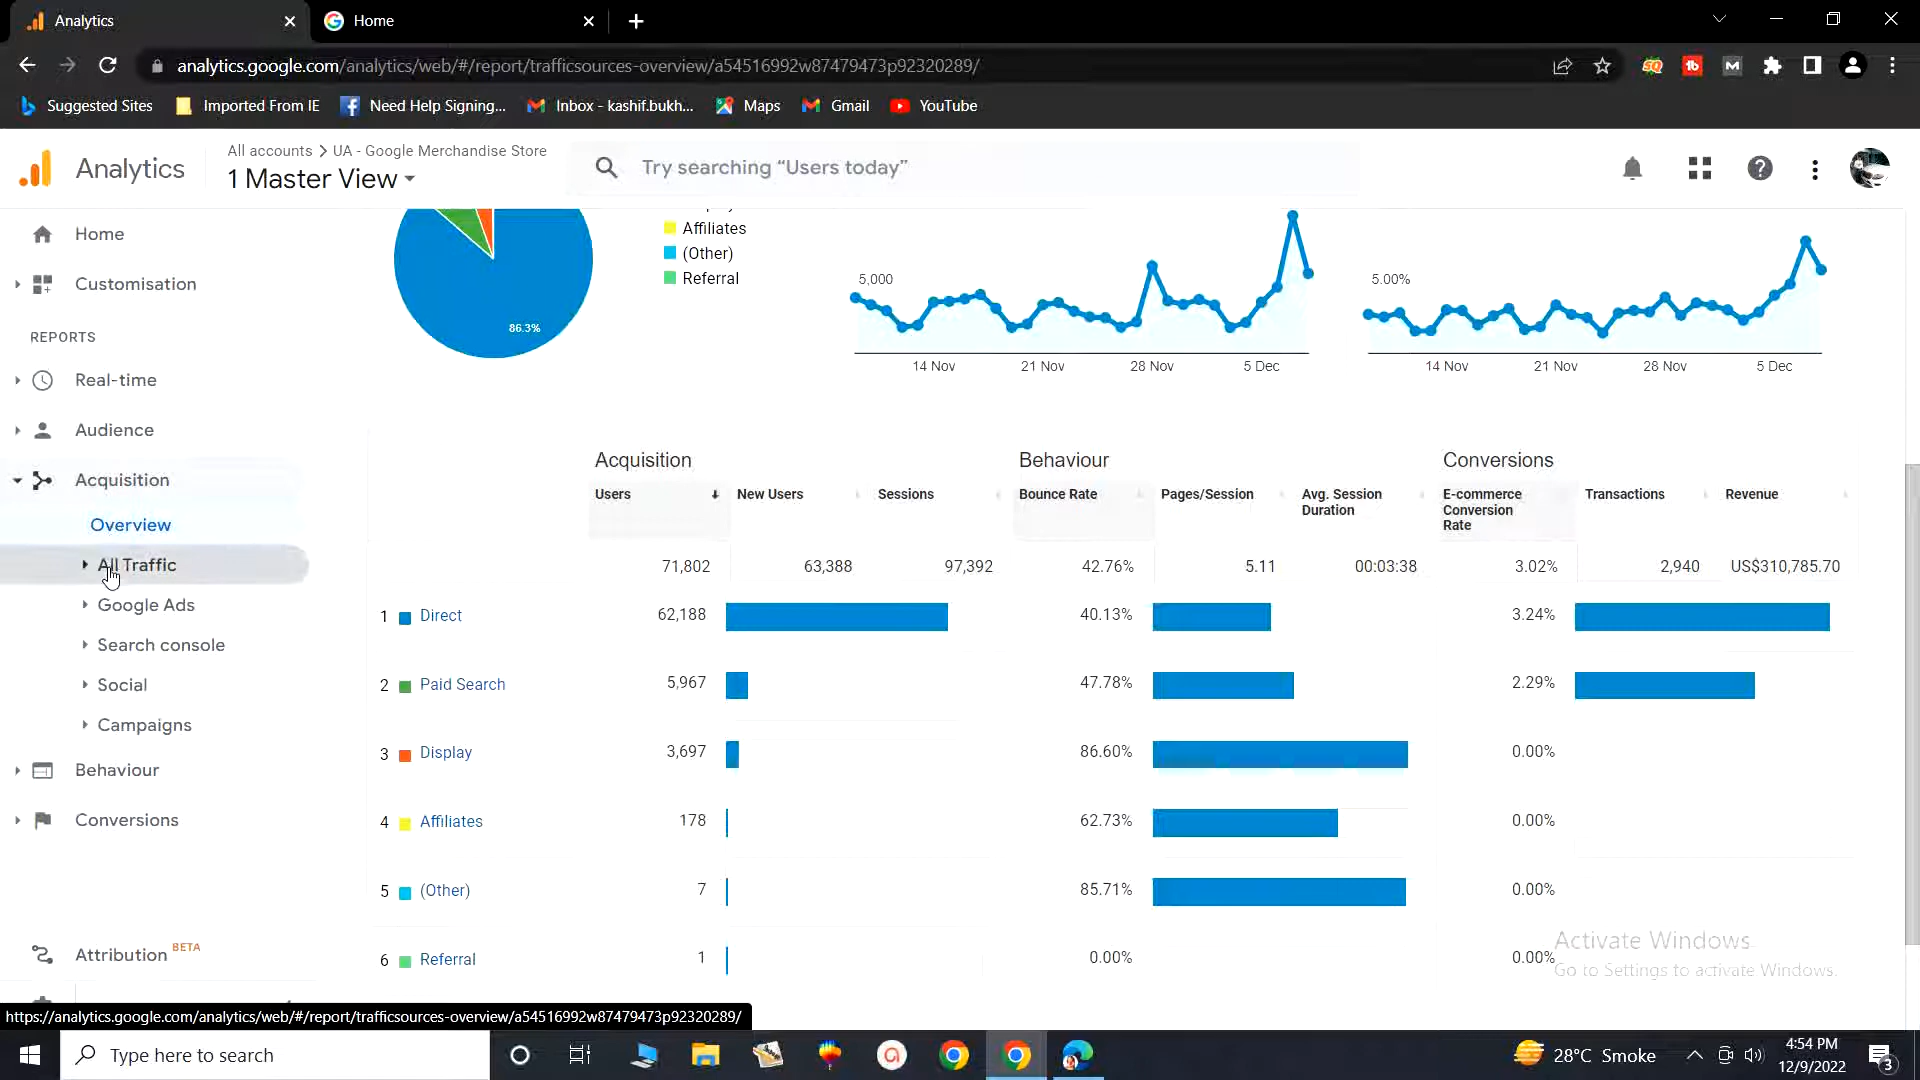 Analytics
Home
analytics.google.com/analytics/web/#/report/trafficsources-overview/a54516992w87479473p92320289/
Suggested Sites
Imported From IE
Need Help Signing...
Inbox - kashif.bukh...
Maps
Gmail
YouTube
Analytics
All accounts > UA - Google Merchandise Store
1 Master View
Try searching “Users today”
Home
Customisation
REPORTS
Real-time
Audience
Acquisition
Overview
All Traffic
Google Ads
Search console
Social
Campaigns
Behaviour
Conversions
Attribution BETA
86.3%
Affiliates
(Other)
Referral
5,000
14 Nov 21 Nov 28 Nov 5 Dec
5.00%
14 Nov 21 Nov 28 Nov 5 Dec
Acquisition Behaviour Conversions
Users New Users Sessions Bounce Rate Pages/Session Avg. Session Duration E-commerce Conversion Rate Transactions Revenue
71,802 63,388 97,392 42.76% 5.11 00:03:38 3.02% 2,940 US$310,785.70
1 Direct 62,188 40.13% 3.24%
2 Paid Search 5,967 47.78% 2.29%
3 Display 3,697 86.60% 0.00%
4 Affiliates 178 62.73% 0.00%
5 (Other) 7 85.71% 0.00%
6 Referral 1 0.00% 0.00%
Activate Windows
Go to Settings to activate Windows.
https://analytics.google.com/analytics/web/#/report/trafficsources-overview/a54516992w87479473p92320289/
Type here to search
28°C Smoke
4:54 PM
12/9/2022
3